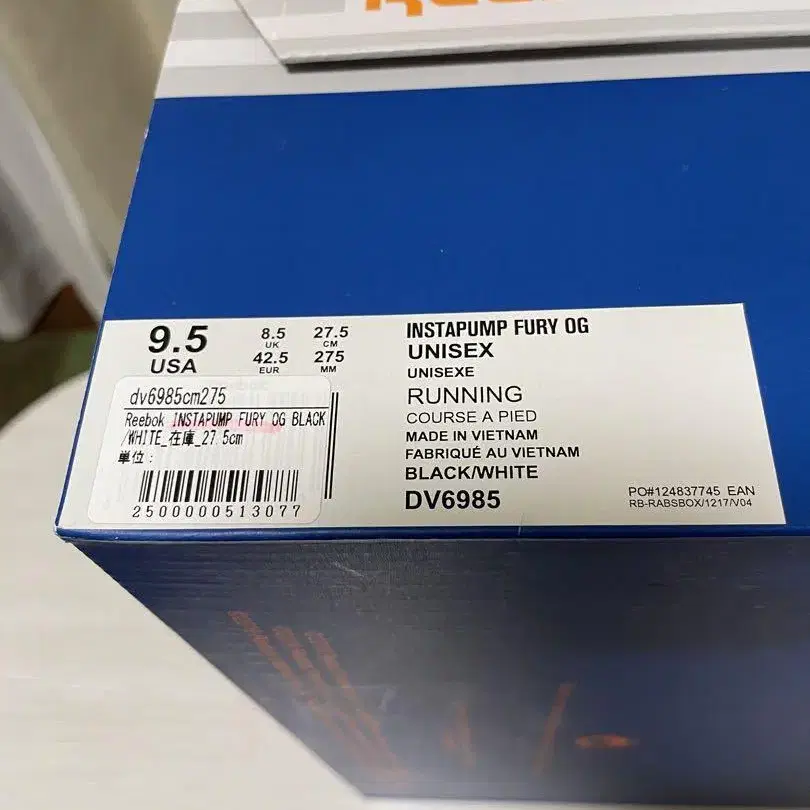 9.5
USA
8.5
UK
42.5
EUR
27.5
CM
275
MM
INSTAPUMP FURY OG
UNISEX
UNISEXE
RUNNING
COURSE A PIED
MADE IN VIETNAM
FABRIQUÉ AU VIETNAM
BLACK/WHITE
DV6985
PO#124837745 EAN
RB-RABSBOX/1217/V04
dv6985cm275
Reebok INSTAPUMP FURY OG BLACK
/WHITE_在庫_27.5cm
単位：
2500000513077